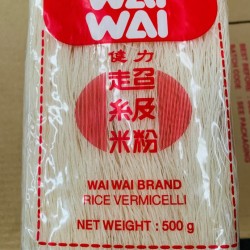 WAI
WAI
健力
超級
米粉
WAI WAI BRAND
RICE VERMICELLI
NET WEIGHT : 500 g